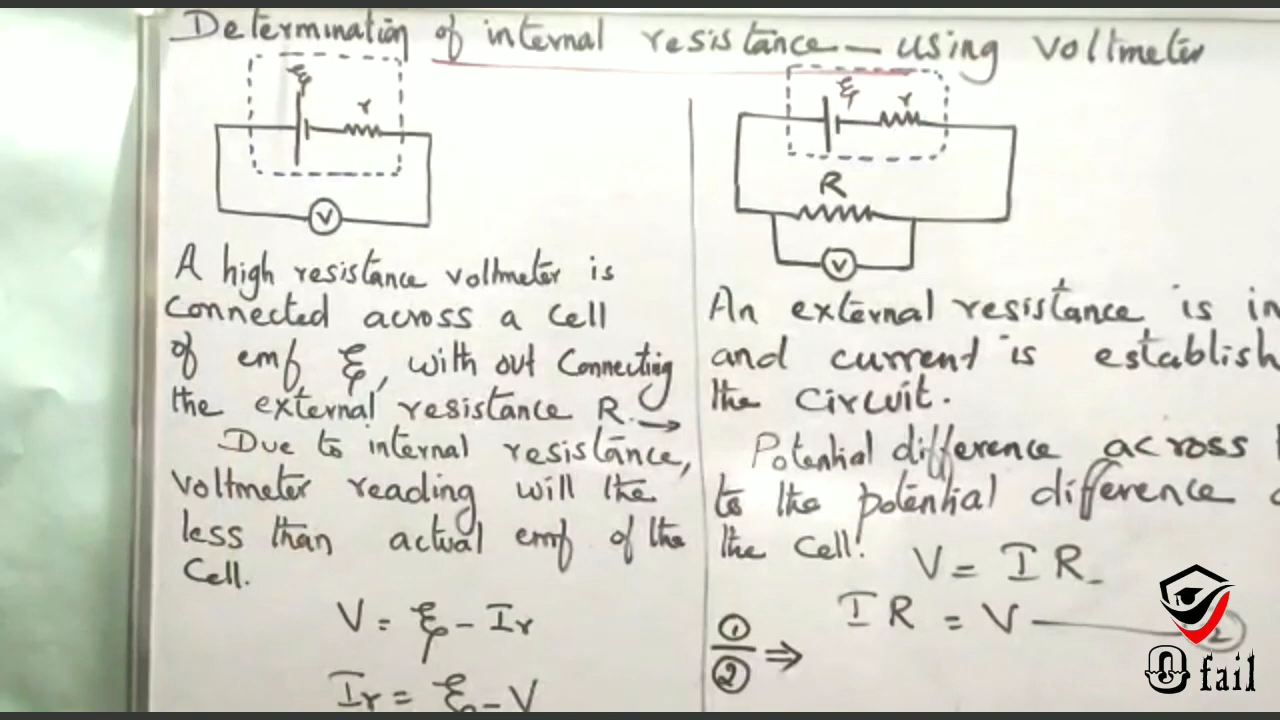 Determination of internal resistance – using voltmeter
ξ r
V
A high resistance voltmeter is
connected across a cell
of emf ξ, with out connecting
the external resistance R. →
Due to internal resistance,
voltmeter reading will the
less than actual emf of the
cell.
V = ξ - Ir
Ir = ξ - V
ξ r
R
V
An external resistance is in
and current is establish
the circuit.
Potential difference across
to the potential difference
the cell.
V = IR
IR = V — 2
①/② ⇒
0 fail